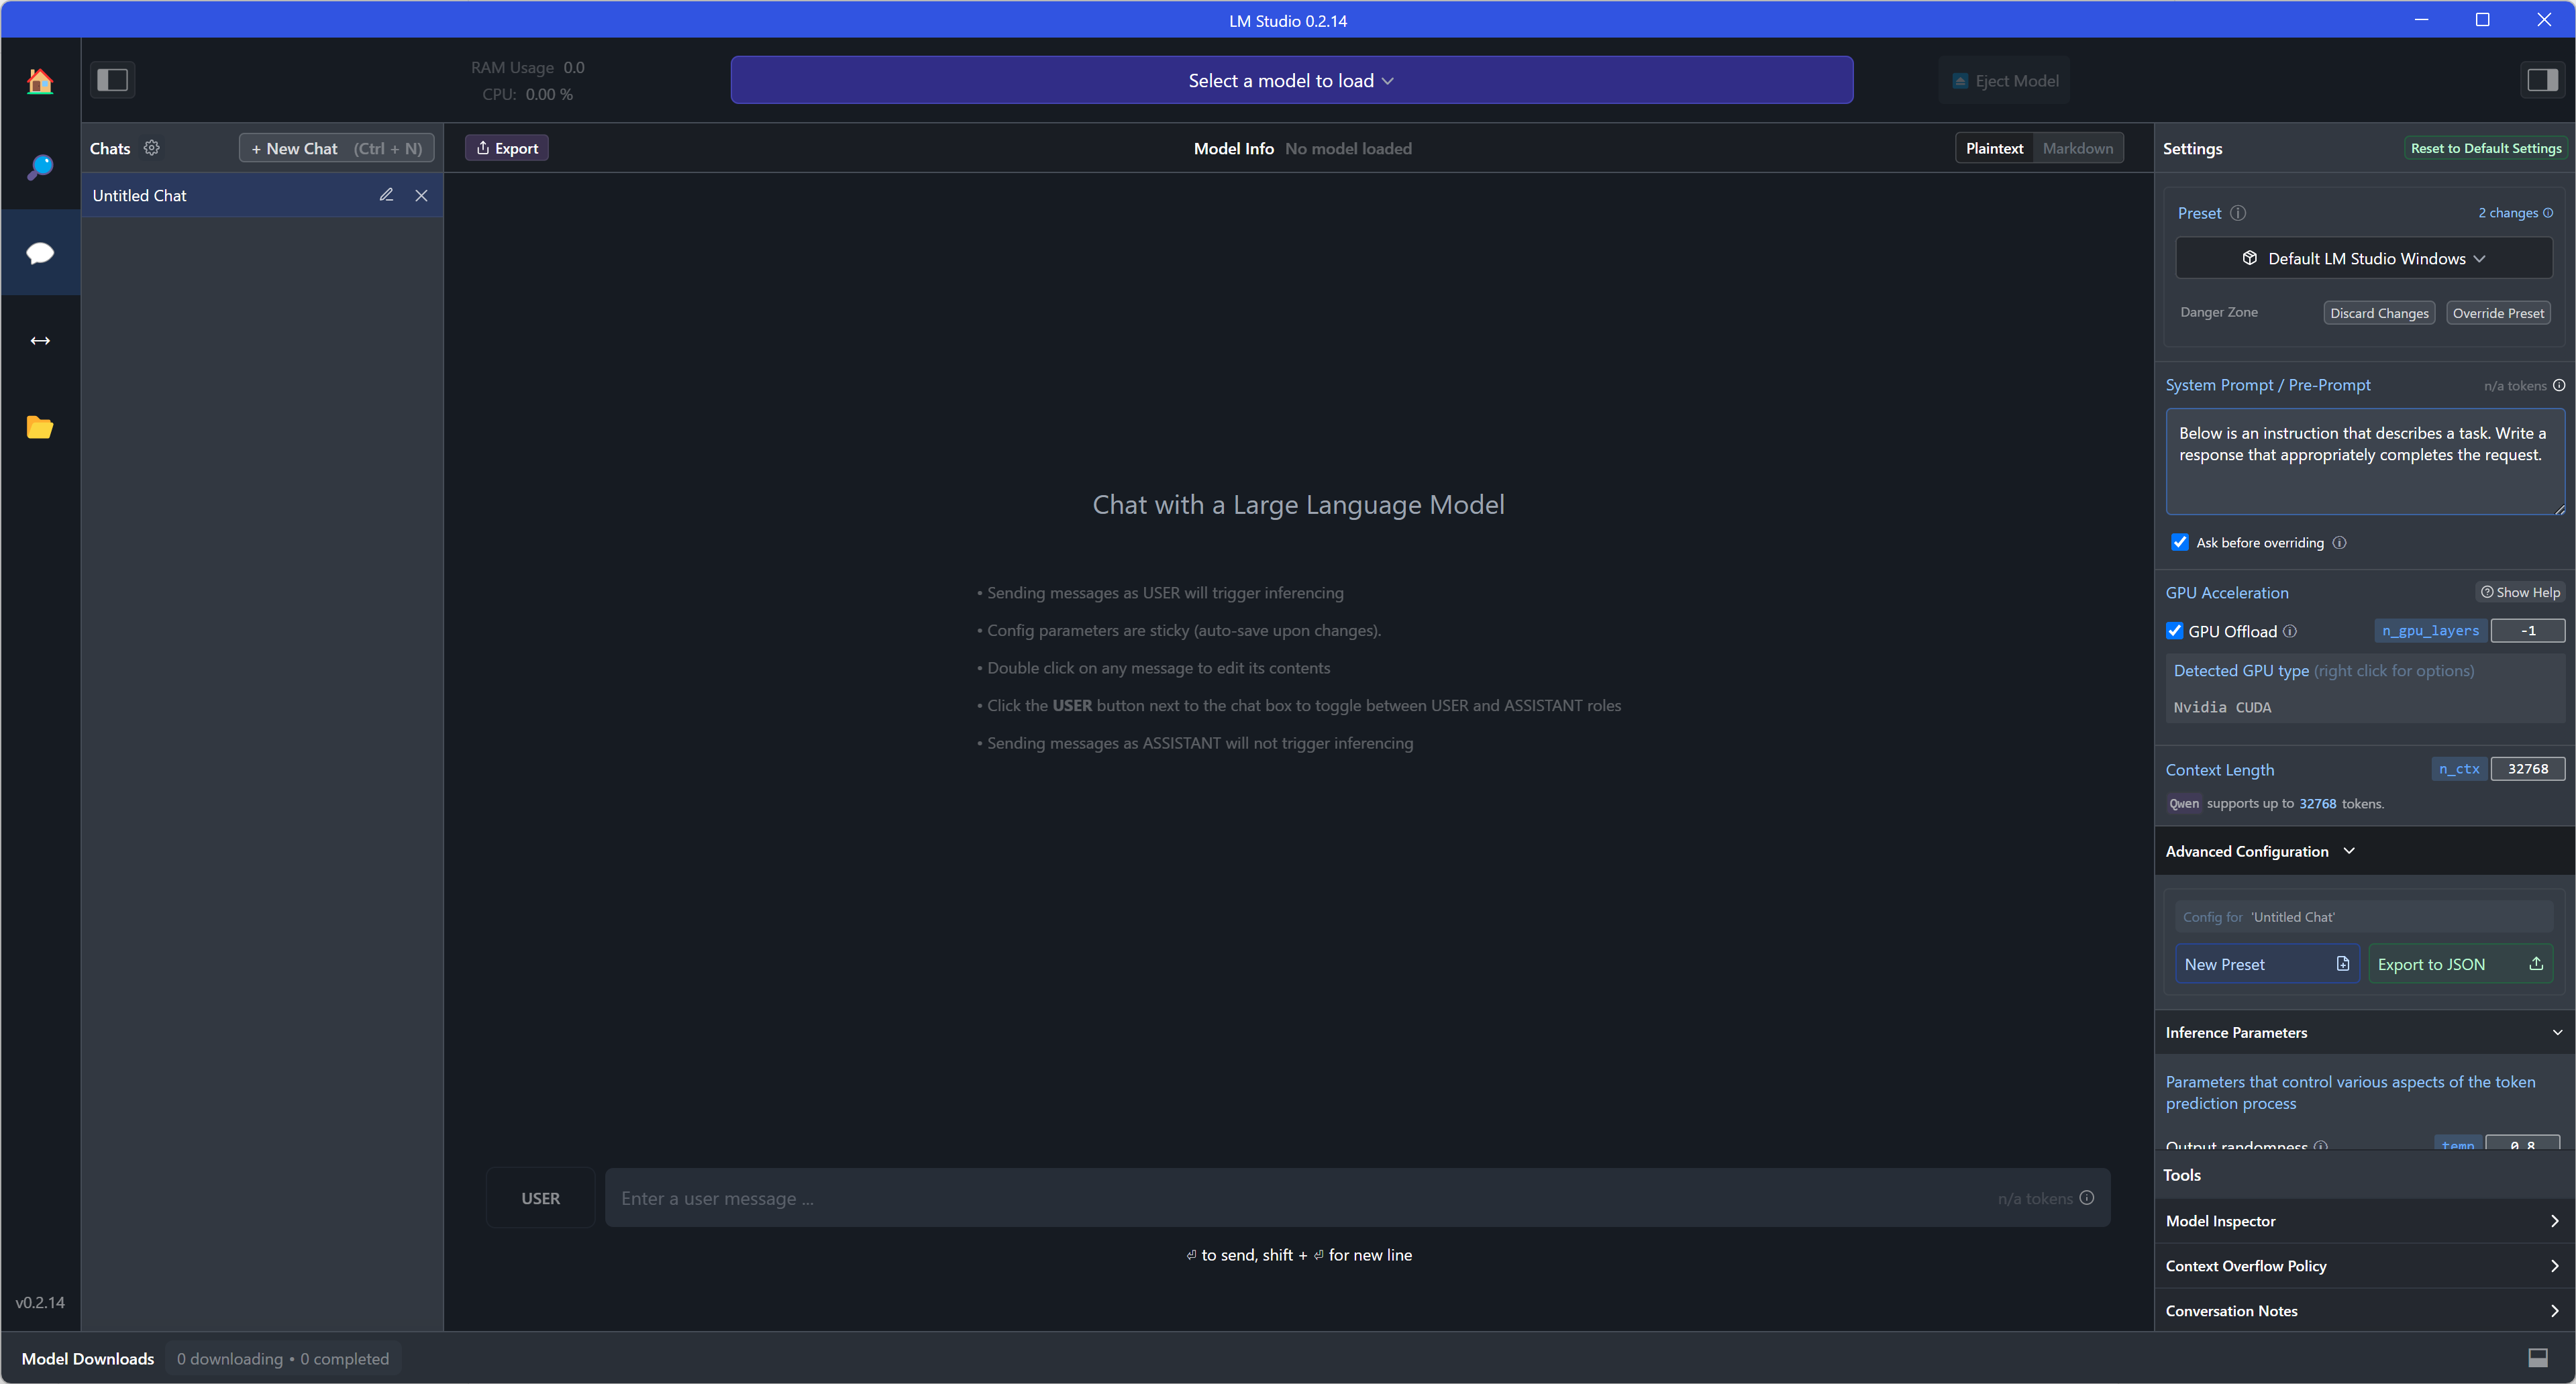 LM Studio 0.2.14
RAM Usage 0.0
CPU: 0.00 %
Select a model to load
Eject Model
Chats
+ New Chat (Ctrl + N)
Untitled Chat
v0.2.14
Export
Model Info No model loaded
Plaintext Markdown
Chat with a Large Language Model
• Sending messages as USER will trigger inferencing
• Config parameters are sticky (auto-save upon changes).
• Double click on any message to edit its contents
• Click the USER button next to the chat box to toggle between USER and ASSISTANT roles
• Sending messages as ASSISTANT will not trigger inferencing
USER
Enter a user message ...
n/a tokens
⏎ to send, shift + ⏎ for new line
Settings
Reset to Default Settings
Preset
2 changes
Default LM Studio Windows
Danger Zone
Discard Changes
Override Preset
System Prompt / Pre-Prompt
n/a tokens
Below is an instruction that describes a task. Write a
response that appropriately completes the request.
Ask before overriding
GPU Acceleration
Show Help
GPU Offload
n_gpu_layers -1
Detected GPU type (right click for options)
Nvidia CUDA
Context Length
n_ctx 32768
Qwen supports up to 32768 tokens.
Advanced Configuration
Config for 'Untitled Chat'
New Preset
Export to JSON
Inference Parameters
Parameters that control various aspects of the token
prediction process
Output randomness
temp 0.8
Tools
Model Inspector
Context Overflow Policy
Conversation Notes
Model Downloads
0 downloading • 0 completed